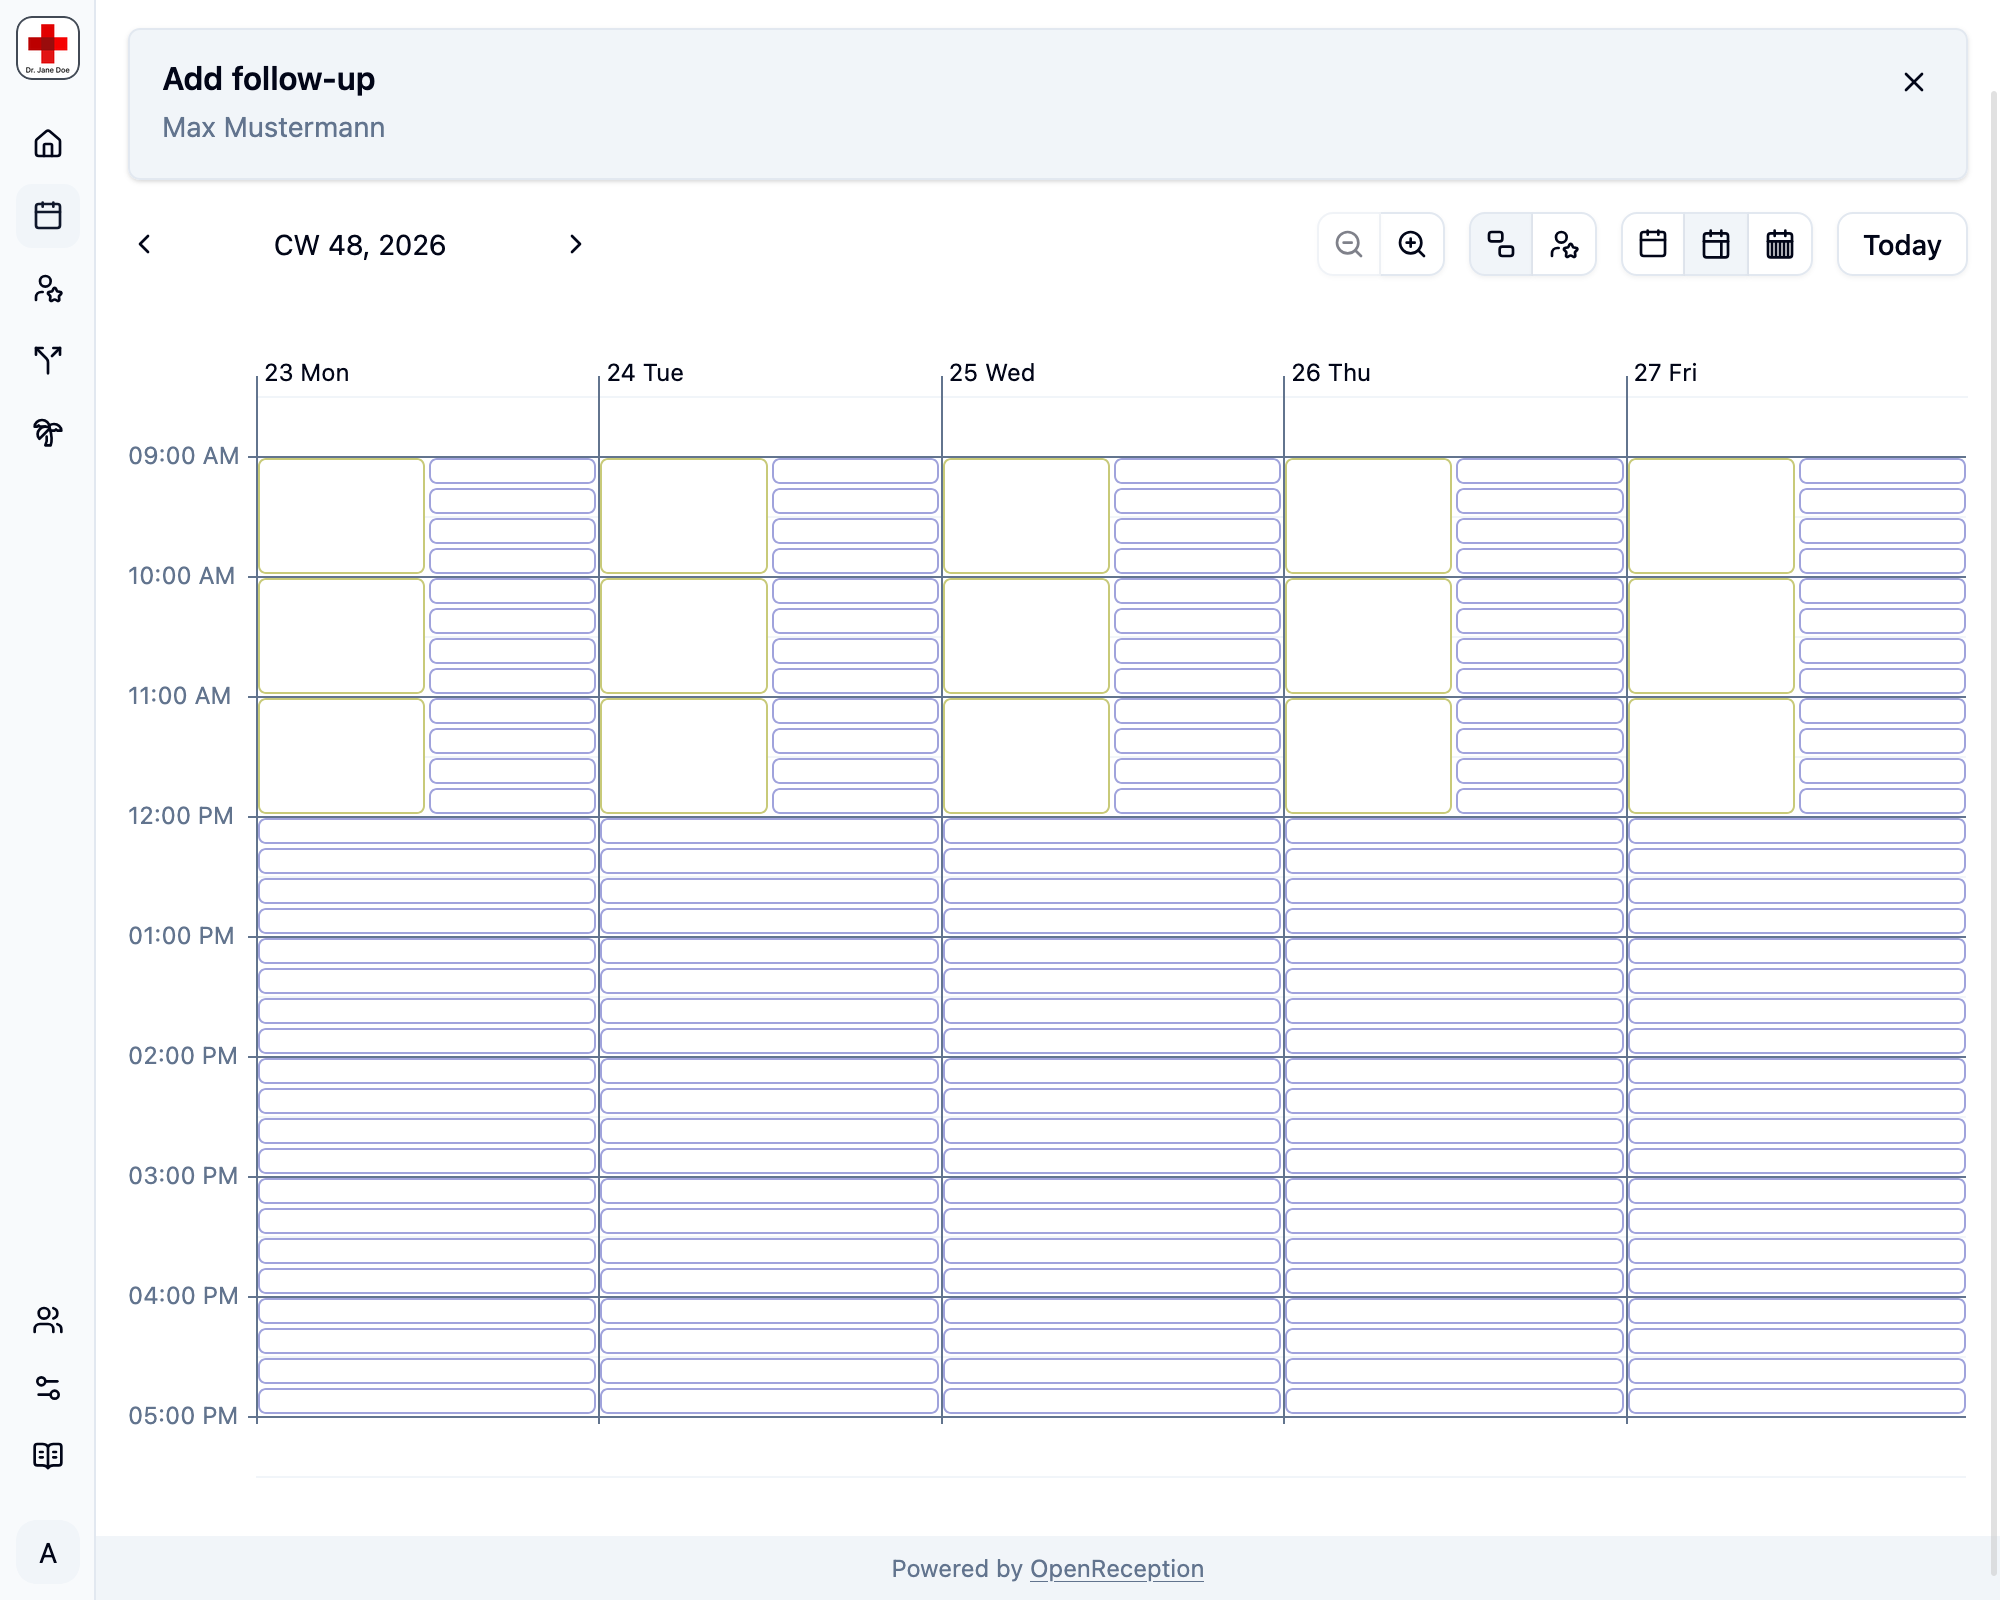 Dr. Jane Doe
Add follow-up
Max Mustermann
CW 48, 2026
Today
23 Mon
24 Tue
25 Wed
26 Thu
27 Fri
09:00 AM
10:00 AM
11:00 AM
12:00 PM
01:00 PM
02:00 PM
03:00 PM
04:00 PM
05:00 PM
A
Powered by OpenReception